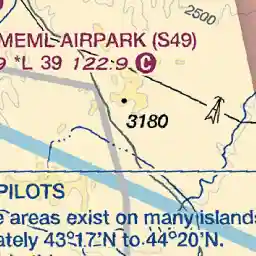 2500
MEML AIRPARK (S49)
9 *L 39 122.9 C
3180
PILOTS
areas exist on many islands
ately 43°17'N to 44°20'N.